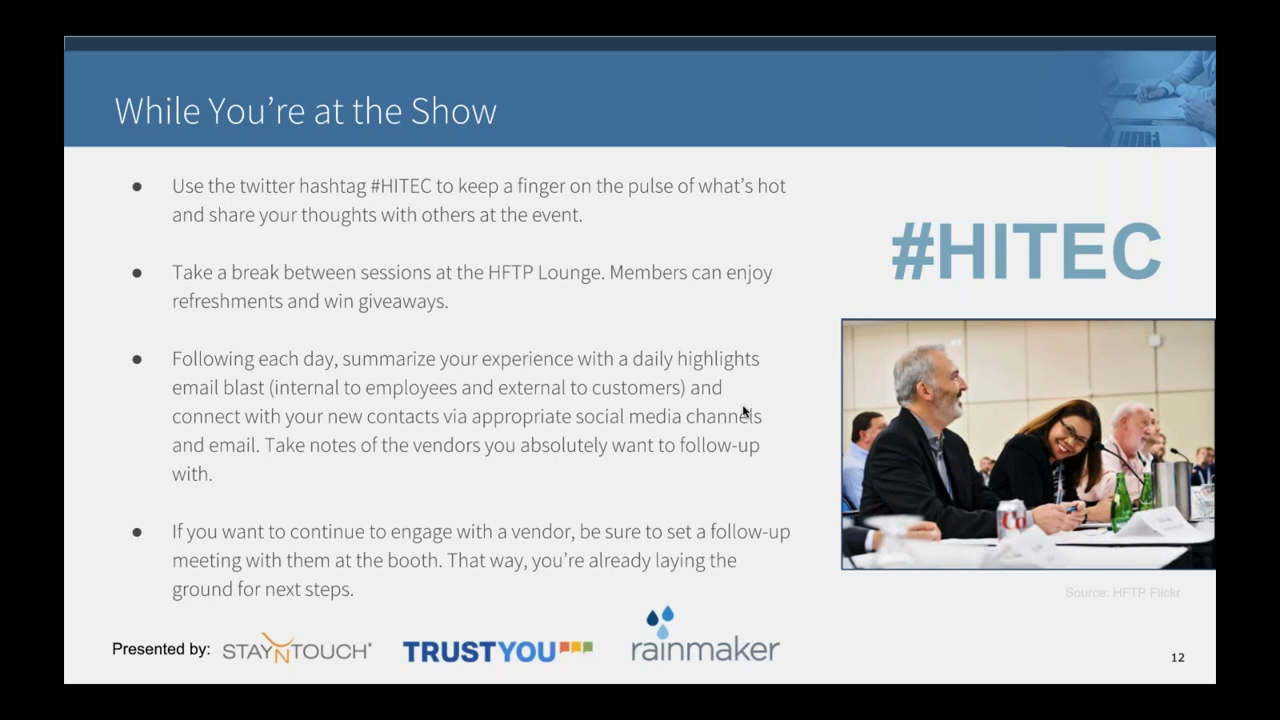 While You're at the Show
● Use the twitter hashtag #HITEC to keep a finger on the pulse of what's hot
and share your thoughts with others at the event.
● Take a break between sessions at the HFTP Lounge. Members can enjoy
refreshments and win giveaways.
● Following each day, summarize your experience with a daily highlights
email blast (internal to employees and external to customers) and
connect with your new contacts via appropriate social media channels
and email. Take notes of the vendors you absolutely want to follow-up
with.
● If you want to continue to engage with a vendor, be sure to set a follow-up
meeting with them at the booth. That way, you're already laying the
ground for next steps.
#HITEC
Source: HFTP Flickr
Presented by: STAYNTOUCH® TRUSTYOU rainmaker
12